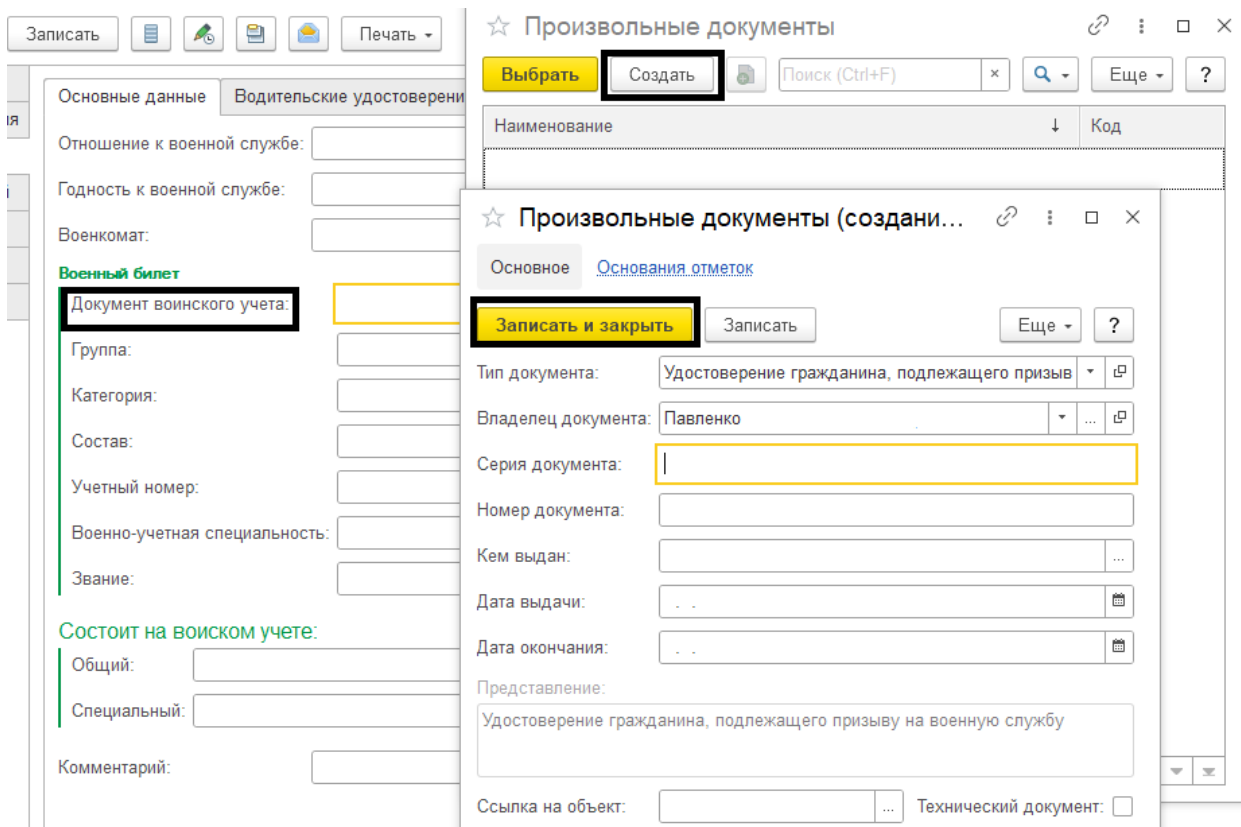 Записать
Печать
Основные данные
Водительские удостоверени
ия
й
Отношение к военной службе:
Годность к военной службе:
Военкомат:
Военный билет
Документ воинского учета:
Группа:
Категория:
Состав:
Учетный номер:
Военно-учетная специальность:
Звание:
Состоит на воиском учете:
Общий:
Специальный:
Комментарий:
Произвольные документы
Выбрать
Создать
Поиск (Ctrl+F)
×
Еще
?
Наименование
↓
Код
Произвольные документы (создани...
Основное
Основания отметок
Записать и закрыть
Записать
Еще
?
Тип документа:
Удостоверение гражданина, подлежащего призыв
Владелец документа:
Павленко
...
Серия документа:
Номер документа:
Кем выдан:
...
Дата выдачи:
. .
Дата окончания:
. .
Представление:
Удостоверение гражданина, подлежащего призыву на военную службу
Ссылка на объект:
...
Технический документ: